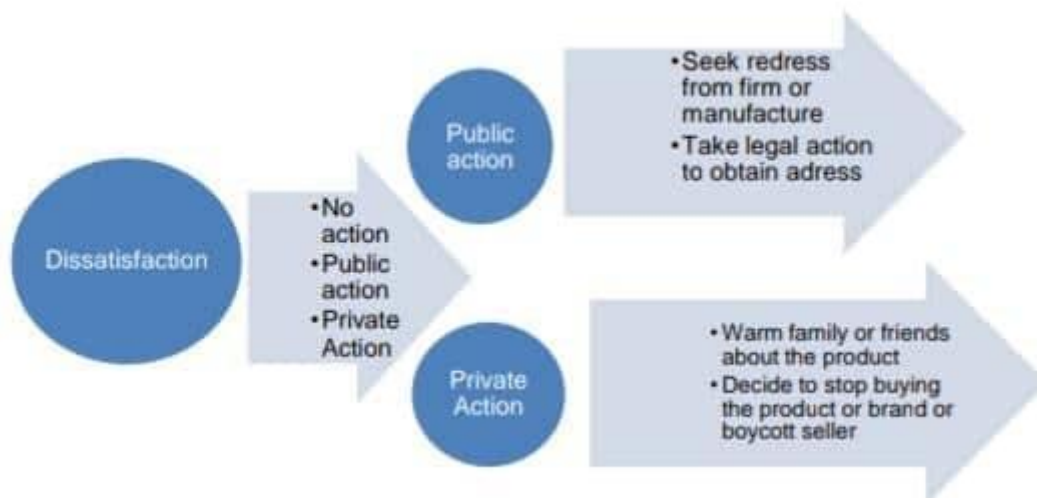 Dissatisfaction
•No
action
•Public
action
•Private
Action
Public
action
•Seek redress
from firm or
manufacture
•Take legal action
to obtain adress
Private
Action
• Warm family or friends
about the product
• Decide to stop buying
the product or brand or
boycott seller